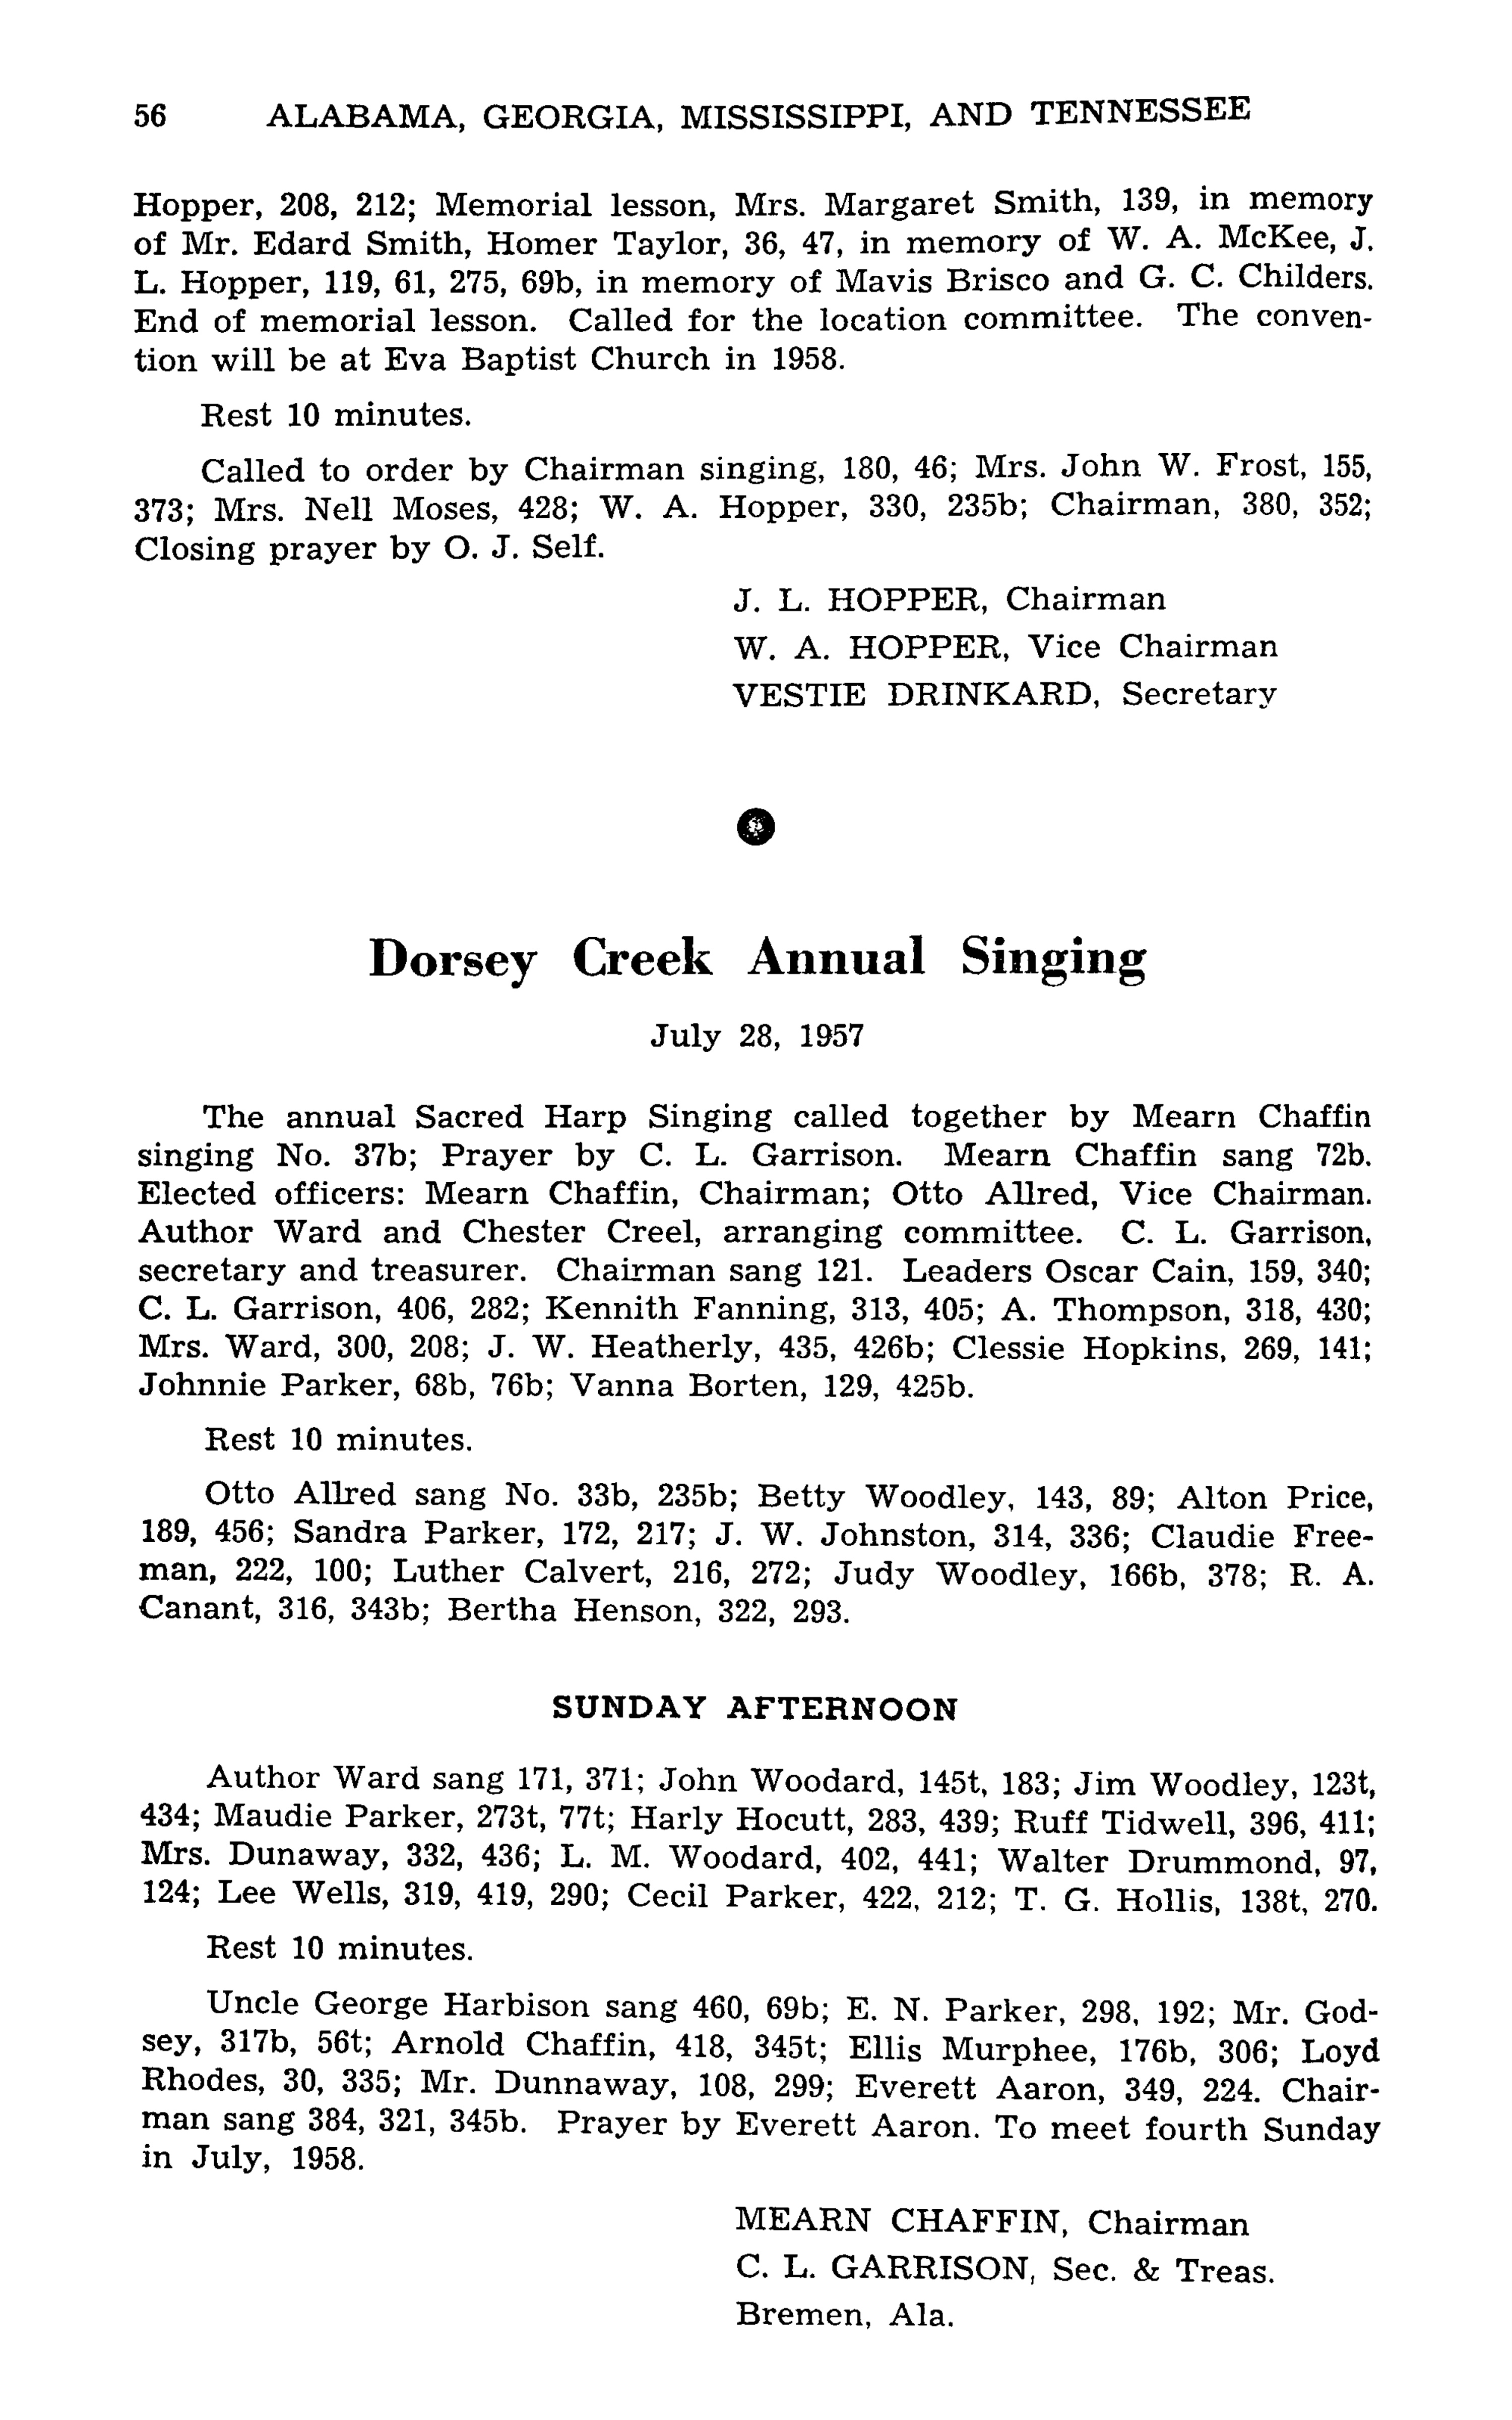 56 ALABAMA, GEORGIA, MISSISSIPPI, AND TENNESSEE
Hopper, 208, 212; Memorial lesson, Mrs. Margaret Smith, 139, in memory
of Mr. Edard Smith, Homer Taylor, 36, 47, in memory of W. A. McKee, J.
L. Hopper, 119, 61, 275, 69b, in memory of Mavis Brisco and G. C. Childers.
End of memorial lesson. Called for the location committee. The conven-
tion will be at Eva Baptist Church in 1958.
Rest 10 minutes.
Called to order by Chairman singing, 180, 46; Mrs. John W. Frost, 155,
373; Mrs. Nell Moses, 428; W. A. Hopper, 330, 235b; Chairman, 380, 352;
Closing prayer by O. J. Self.
J. L. HOPPER, Chairman
W. A. HOPPER, Vice Chairman
VESTIE DRINKARD, Secretary
Dorsey Creek Annual Singing
July 28, 1957
The annual Sacred Harp Singing called together by Mearn Chaffin
singing No. 37b; Prayer by C. L. Garrison. Mearn Chaffin sang 72b.
Elected officers: Mearn Chaffin, Chairman; Otto Allred, Vice Chairman.
Author Ward and Chester Creel, arranging committee. C. L. Garrison,
secretary and treasurer. Chairman sang 121. Leaders Oscar Cain, 159, 340;
C. L. Garrison, 406, 282; Kennith Fanning, 313, 405; A. Thompson, 318, 430;
Mrs. Ward, 300, 208; J. W. Heatherly, 435, 426b; Clessie Hopkins, 269, 141;
Johnnie Parker, 68b, 76b; Vanna Borten, 129, 425b.
Rest 10 minutes.
Otto Allred sang No. 33b, 235b; Betty Woodley, 143, 89; Alton Price,
189, 456; Sandra Parker, 172, 217; J. W. Johnston, 314, 336; Claudie Free-
man, 222, 100; Luther Calvert, 216, 272; Judy Woodley, 166b, 378; R. A.
Canant, 316, 343b; Bertha Henson, 322, 293.
SUNDAY AFTERNOON
Author Ward sang 171, 371; John Woodard, 145t, 183; Jim Woodley, 123t,
434; Maudie Parker, 273t, 77t; Harly Hocutt, 283, 439; Ruff Tidwell, 396, 411;
Mrs. Dunaway, 332, 436; L. M. Woodard, 402, 441; Walter Drummond, 97,
124; Lee Wells, 319, 419, 290; Cecil Parker, 422, 212; T. G. Hollis, 138t, 270.
Rest 10 minutes.
Uncle George Harbison sang 460, 69b; E. N. Parker, 298, 192; Mr. God-
sey, 317b, 56t; Arnold Chaffin, 418, 345t; Ellis Murphee, 176b, 306; Loyd
Rhodes, 30, 335; Mr. Dunnaway, 108, 299; Everett Aaron, 349, 224. Chair-
man sang 384, 321, 345b. Prayer by Everett Aaron. To meet fourth Sunday
in July, 1958.
MEARN CHAFFIN, Chairman
C. L. GARRISON, Sec. & Treas.
Bremen, Ala.